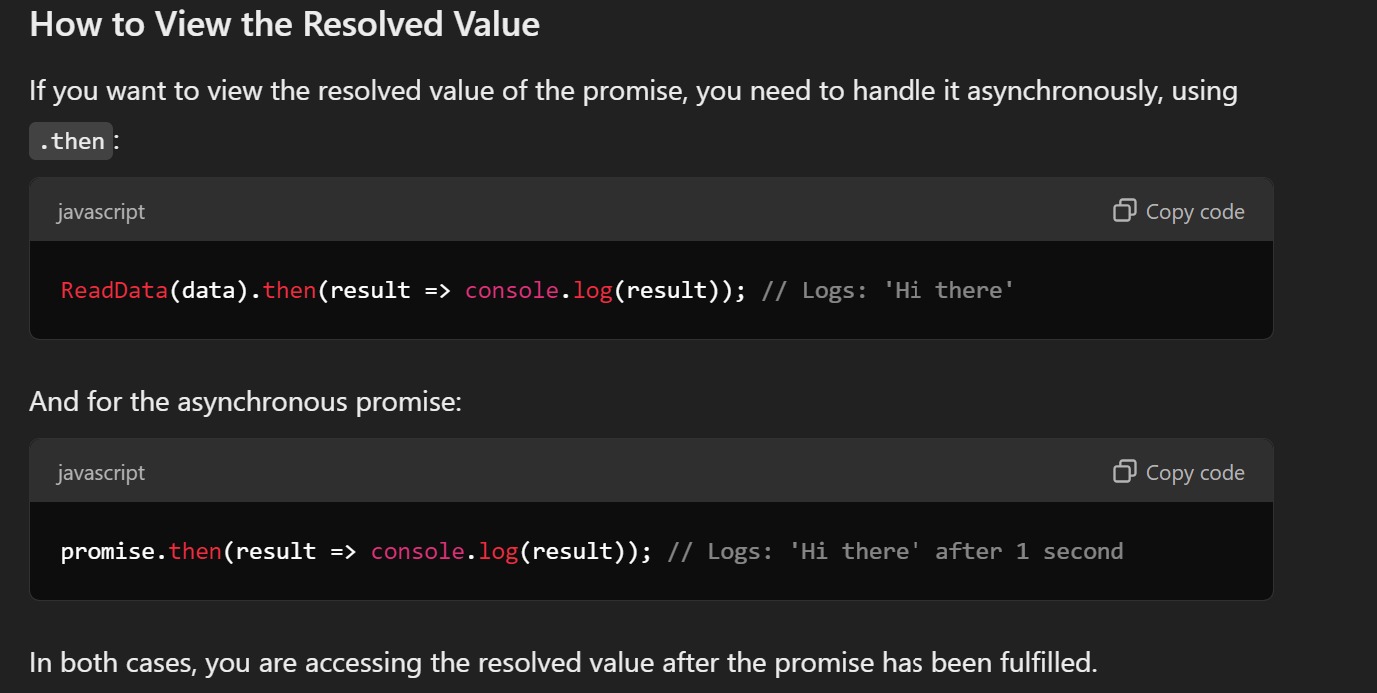 How to View the Resolved Value
If you want to view the resolved value of the promise, you need to handle it asynchronously, using
.then:
javascript
Copy code
ReadData(data).then(result => console.log(result)); // Logs: 'Hi there'
And for the asynchronous promise:
javascript
Copy code
promise.then(result => console.log(result)); // Logs: 'Hi there' after 1 second
In both cases, you are accessing the resolved value after the promise has been fulfilled.